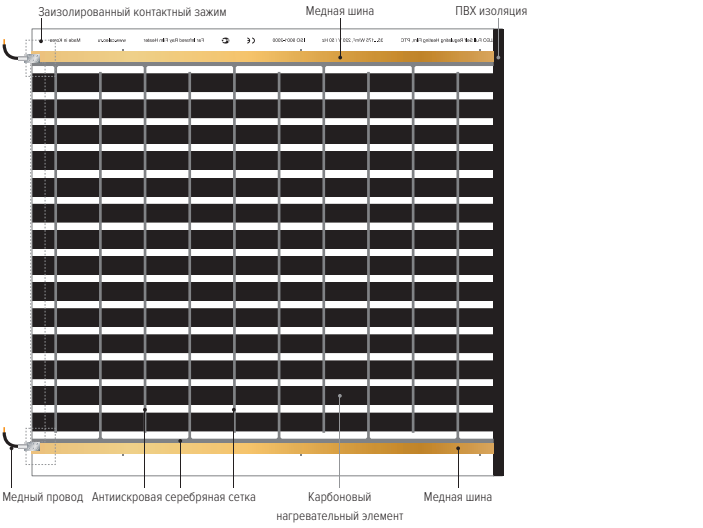 Заизолированный контактный зажим
Медная шина
ПВХ изоляция
Медный провод
Антиискровая серебряная сетка
Карбоновый
нагревательный элемент
Медная шина